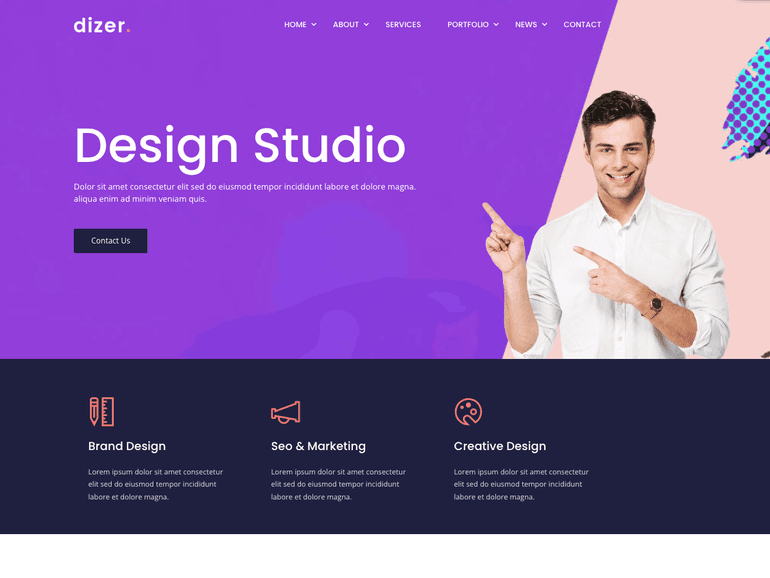 dizer.
HOME ABOUT SERVICES PORTFOLIO NEWS CONTACT
Design Studio
Dolor sit amet consectetur elit sed do eiusmod tempor incididunt labore et dolore magna.
aliqua enim ad minim veniam quis.
Contact Us
Brand Design
Lorem ipsum dolor sit amet consectetur
elit sed do eiusmod tempor incididunt
labore et dolore magna.
Seo & Marketing
Lorem ipsum dolor sit amet consectetur
elit sed do eiusmod tempor incididunt
labore et dolore magna.
Creative Design
Lorem ipsum dolor sit amet consectetur
elit sed do eiusmod tempor incididunt
labore et dolore magna.